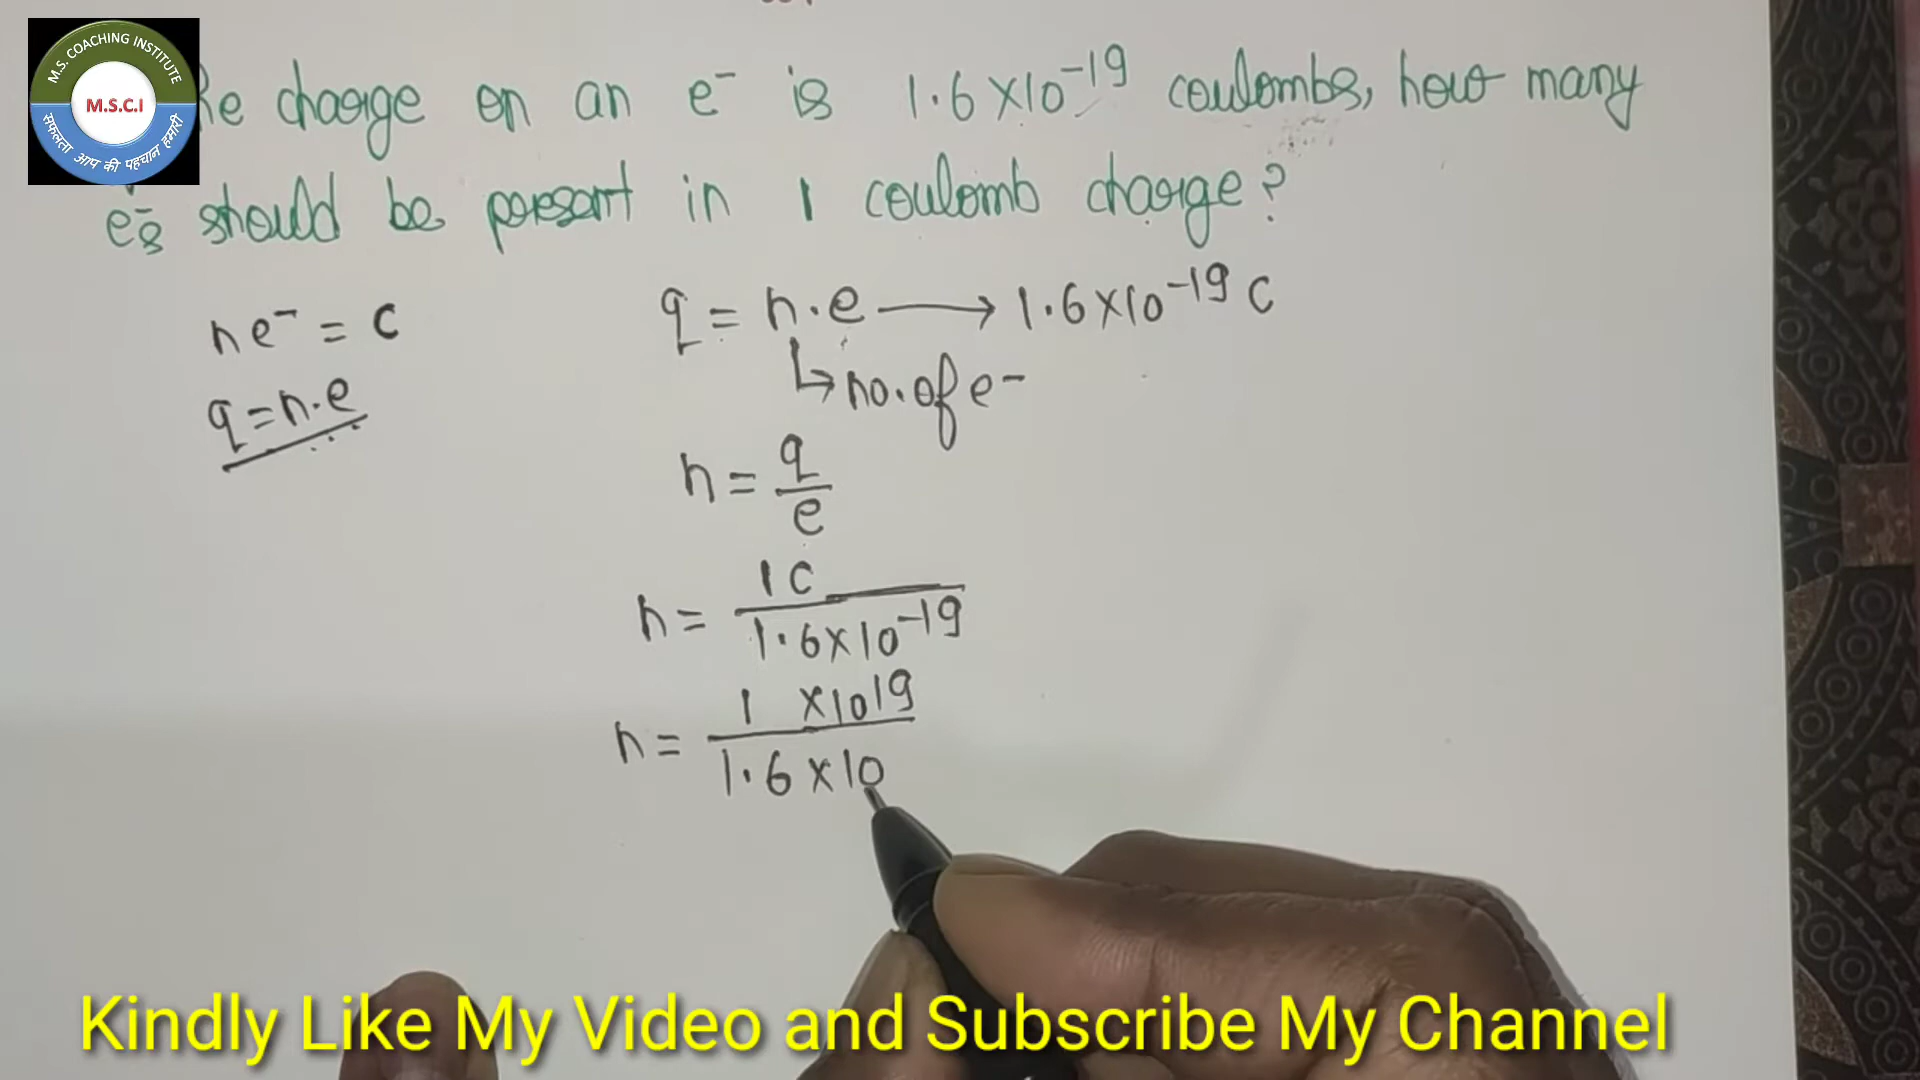 M.S. COACHING INSTITUTE
M.S.C.I
सफलता आप की पहचान हमारी
charge on an e⁻ is 1.6×10⁻¹⁹ coulombs, how many
e⁻s should be present in 1 coulomb charge?
ne⁻ = C
q=n.e
q = n.e → 1.6×10⁻¹⁹ C
↳ no. of e⁻
n = q/e
n = 1C/1.6×10⁻¹⁹
n = 1 ×10¹⁹/1.6×10
Kindly Like My Video and Subscribe My Channel